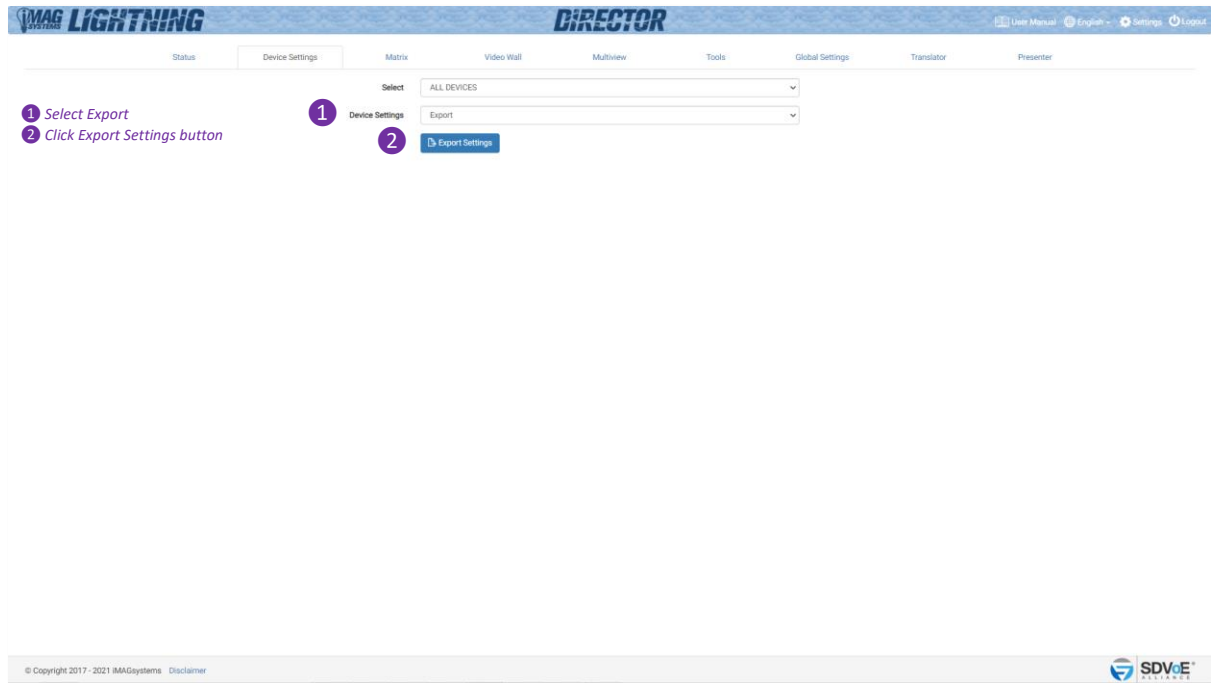 iMAG SYSTEMS LiGHTNiNG DiRECTOR User Manual English Settings Logout
Status Device Settings Matrix Video Wall Multiview Tools Global Settings Translator Presenter
Select ALL DEVICES
1 Select Export 1 Device Settings Export
2 Click Export Settings button 2 Export Settings
© Copyright 2017 - 2021 iMAGsystems Disclaimer SDVoE ALLIANCE